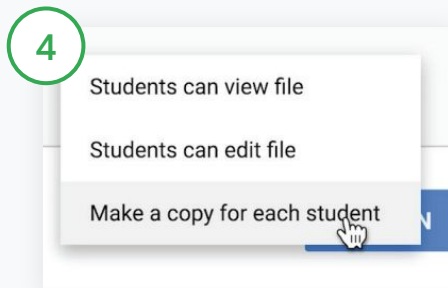 4
Students can view file
Students can edit file
Make a copy for each student
N